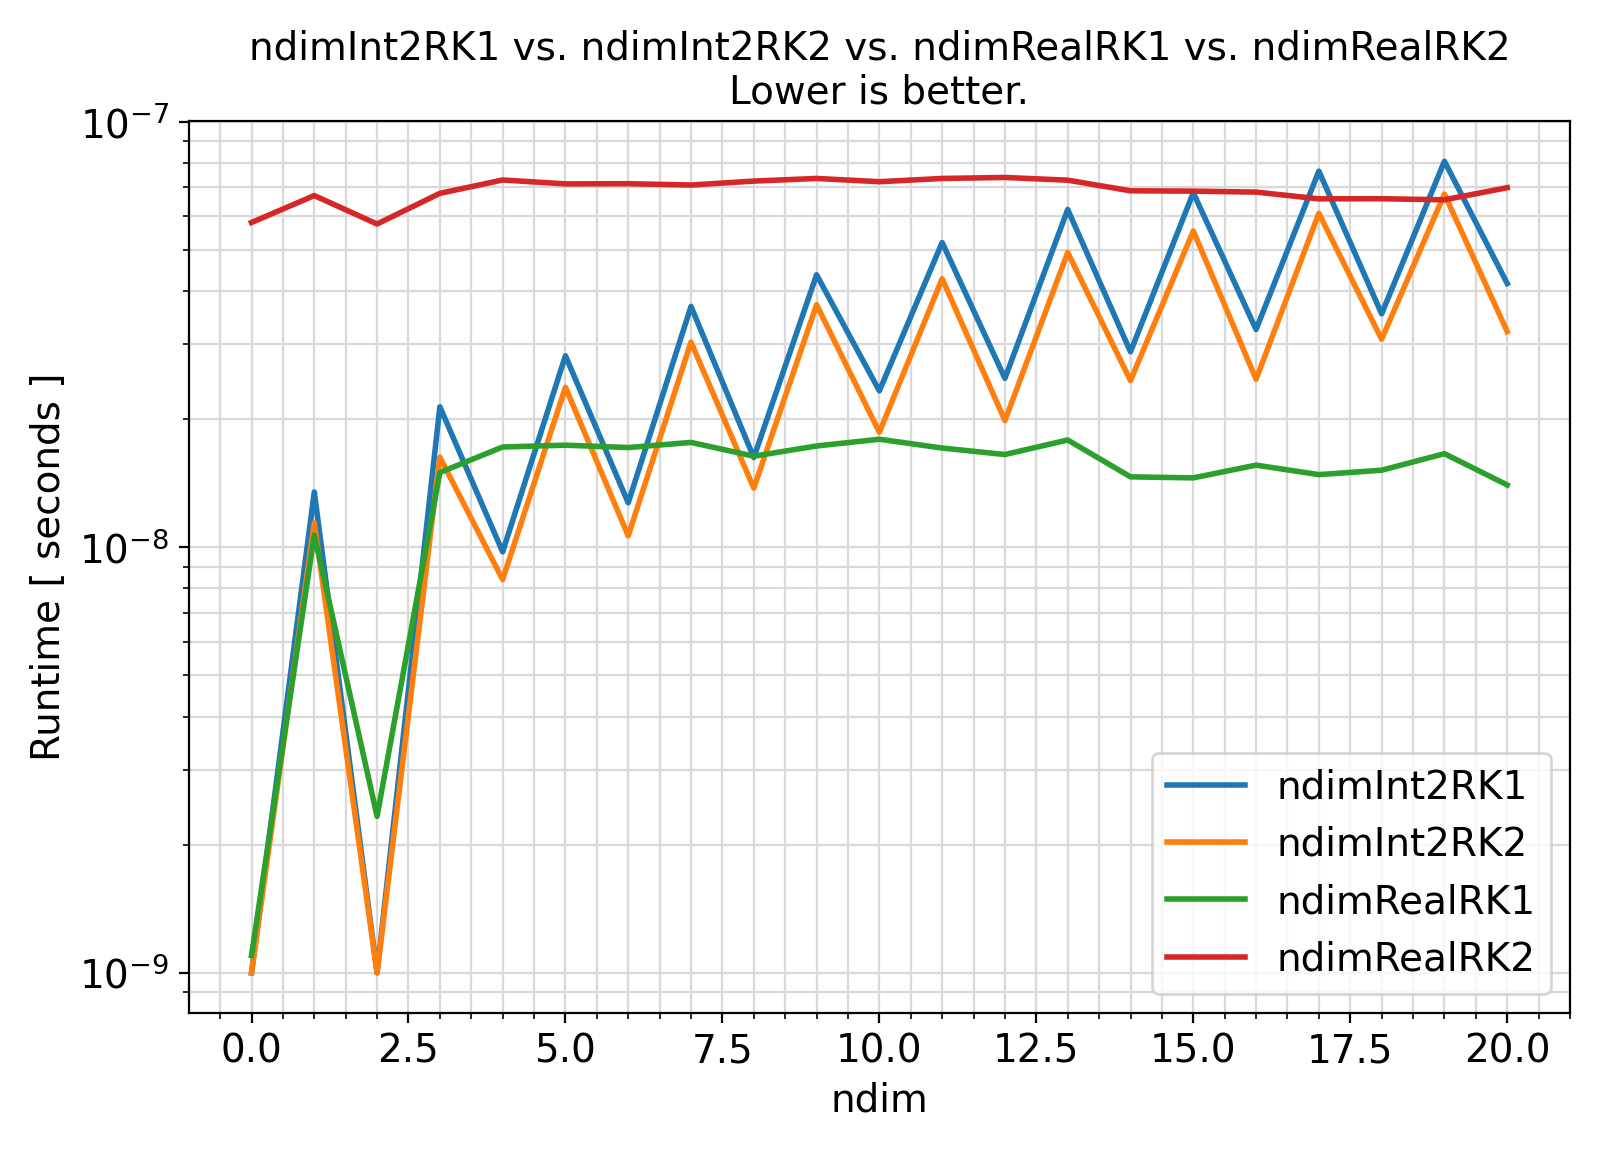 ndimInt2RK1 vs. ndimInt2RK2 vs. ndimRealRK1 vs. ndimRealRK2
Lower is better.
10⁻⁷
10⁻⁸
10⁻⁹
Runtime [ seconds ]
ndimInt2RK1
ndimInt2RK2
ndimRealRK1
ndimRealRK2
0.0 2.5 5.0 7.5 10.0 12.5 15.0 17.5 20.0
ndim